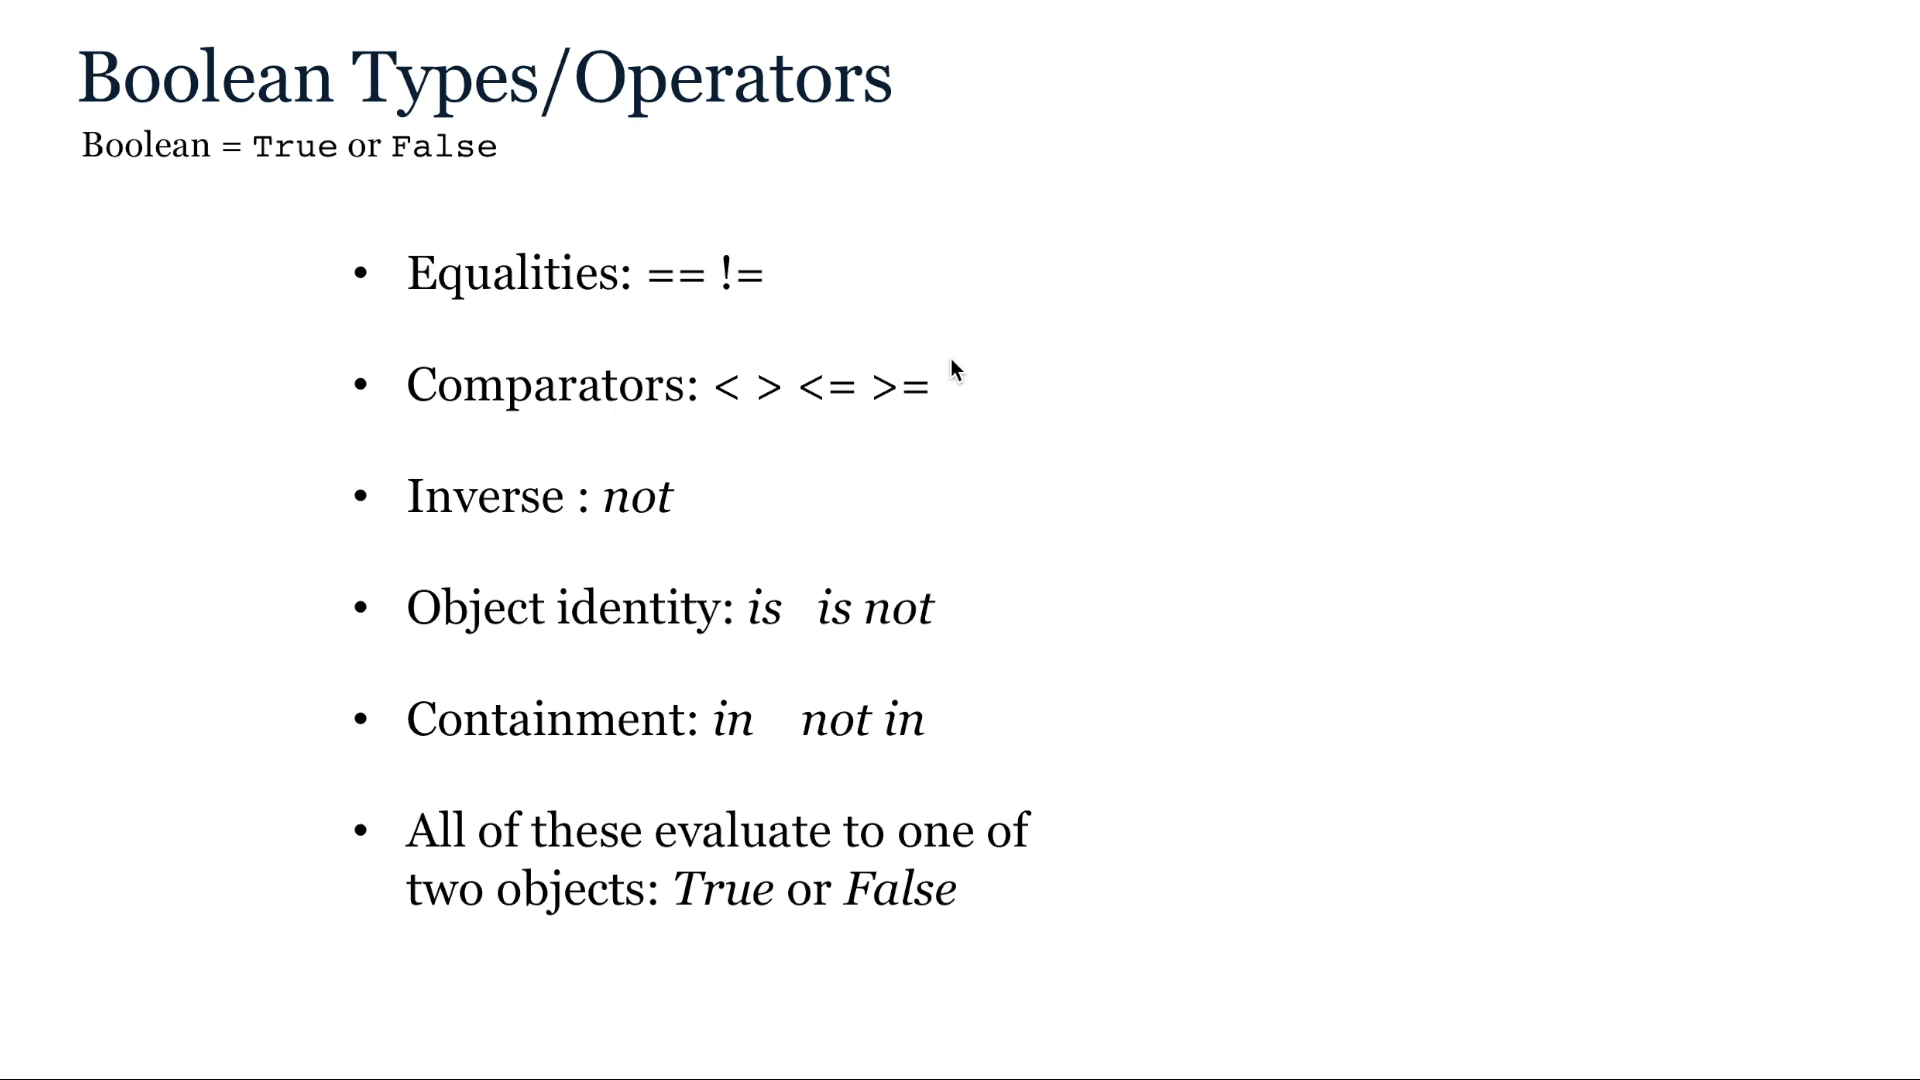 Boolean Types/Operators
Boolean = True or False
• Equalities: == !=
• Comparators: < > <= >=
• Inverse : not
• Object identity: is is not
• Containment: in not in
• All of these evaluate to one of
two objects: True or False